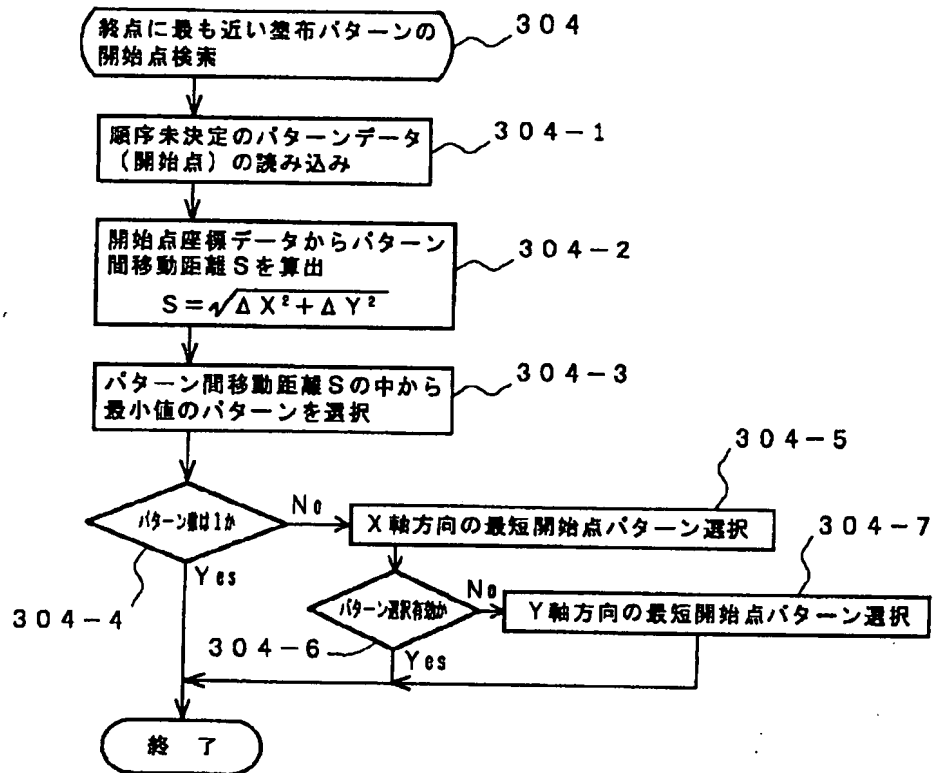 終点に最も近い塗布パターンの
開始点検索
304
順序未決定のパターンデータ
(開始点)の読み込み
304-1
開始点座標データからパターン
間移動距離Sを算出
S=√ΔX²+ΔY²
304-2
パターン間移動距離Sの中から
最小値のパターンを選択
304-3
パターン数は1か
No
Yes
304-4
X軸方向の最短開始点パターン選択
304-5
パターン選択有効か
No
Yes
304-6
Y軸方向の最短開始点パターン選択
304-7
終了